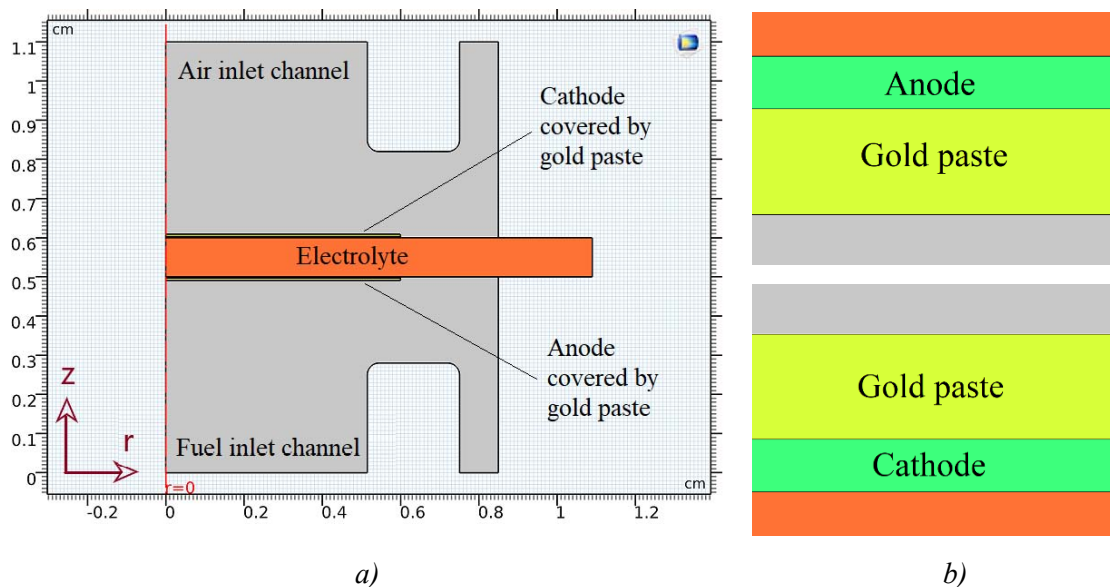 cm
1.1
1
0.9
0.8
0.7
0.6
0.5
0.4
0.3
0.2
0.1
0
Air inlet channel
Cathode
covered by
gold paste
Electrolyte
Anode
covered by
gold paste
Fuel inlet channel
z
r
r=0
cm
-0.2
0
0.2
0.4
0.6
0.8
1
1.2
a)
Anode
Gold paste
Gold paste
Cathode
b)